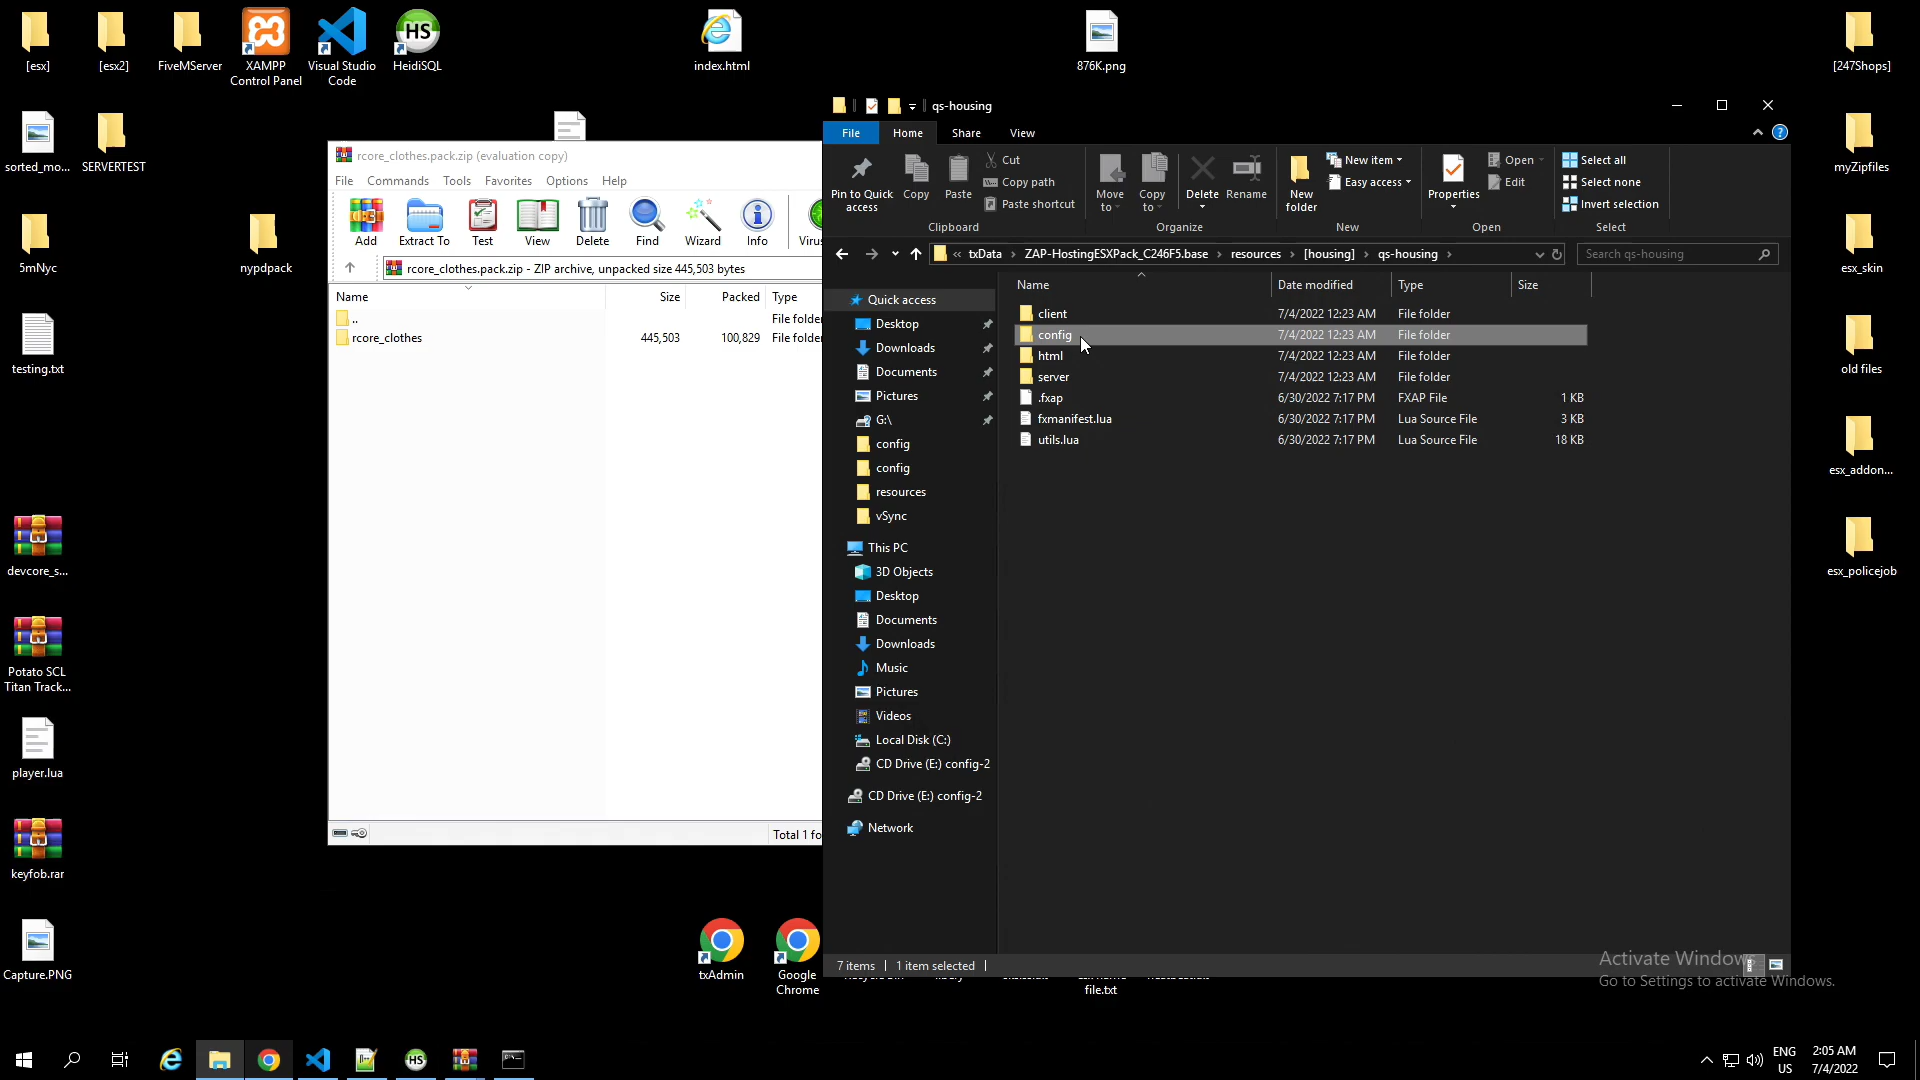 [esx]
[esx2]
FiveMServer
XAMPP
Control Panel
Visual Studio
Code
HeidiSQL
index.html
876K.png
[247Shops]
sorted_mo...
SERVERTEST
myZipfiles
5mNyc
nypdpack
esx_skin
testing.txt
old files
esx_addon...
devcore_s...
esx_policejob
Potato SCL
Titan Track...
player.lua
keyfob.rar
Capture.PNG
txAdmin
Google
Chrome
file.txt
rcore_clothes.pack.zip (evaluation copy)
File Commands Tools Favorites Options Help
Add Extract To Test View Delete Find Wizard Info
rcore_clothes.pack.zip - ZIP archive, unpacked size 445,503 bytes
Name Size Packed Type
.. File folder
rcore_clothes 445,503 100,829 File folder
Total 1 fo
qs-housing
File Home Share View
Pin to Quick
access
Copy
Paste
Cut
Copy path
Paste shortcut
Clipboard
Move
to
Copy
to
Delete
Rename
Organize
New
folder
New item
Easy access
New
Properties
Open
Edit
Open
Select all
Select none
Invert selection
Select
« txData > ZAP-HostingESXPack_C246F5.base > resources > [housing] > qs-housing >
Search qs-housing
Quick access
Desktop
Downloads
Documents
Pictures
G:\
config
config
resources
vSync
This PC
3D Objects
Desktop
Documents
Downloads
Music
Pictures
Videos
Local Disk (C:)
CD Drive (E:) config-2
CD Drive (E:) config-2
Network
Name Date modified Type Size
client 7/4/2022 12:23 AM File folder
config 7/4/2022 12:23 AM File folder
html 7/4/2022 12:23 AM File folder
server 7/4/2022 12:23 AM File folder
.fxap 6/30/2022 7:17 PM FXAP File 1 KB
fxmanifest.lua 6/30/2022 7:17 PM Lua Source File 3 KB
utils.lua 6/30/2022 7:17 PM Lua Source File 18 KB
7 items 1 item selected
Activate Windows
Go to Settings to activate Windows.
ENG
US
2:05 AM
7/4/2022